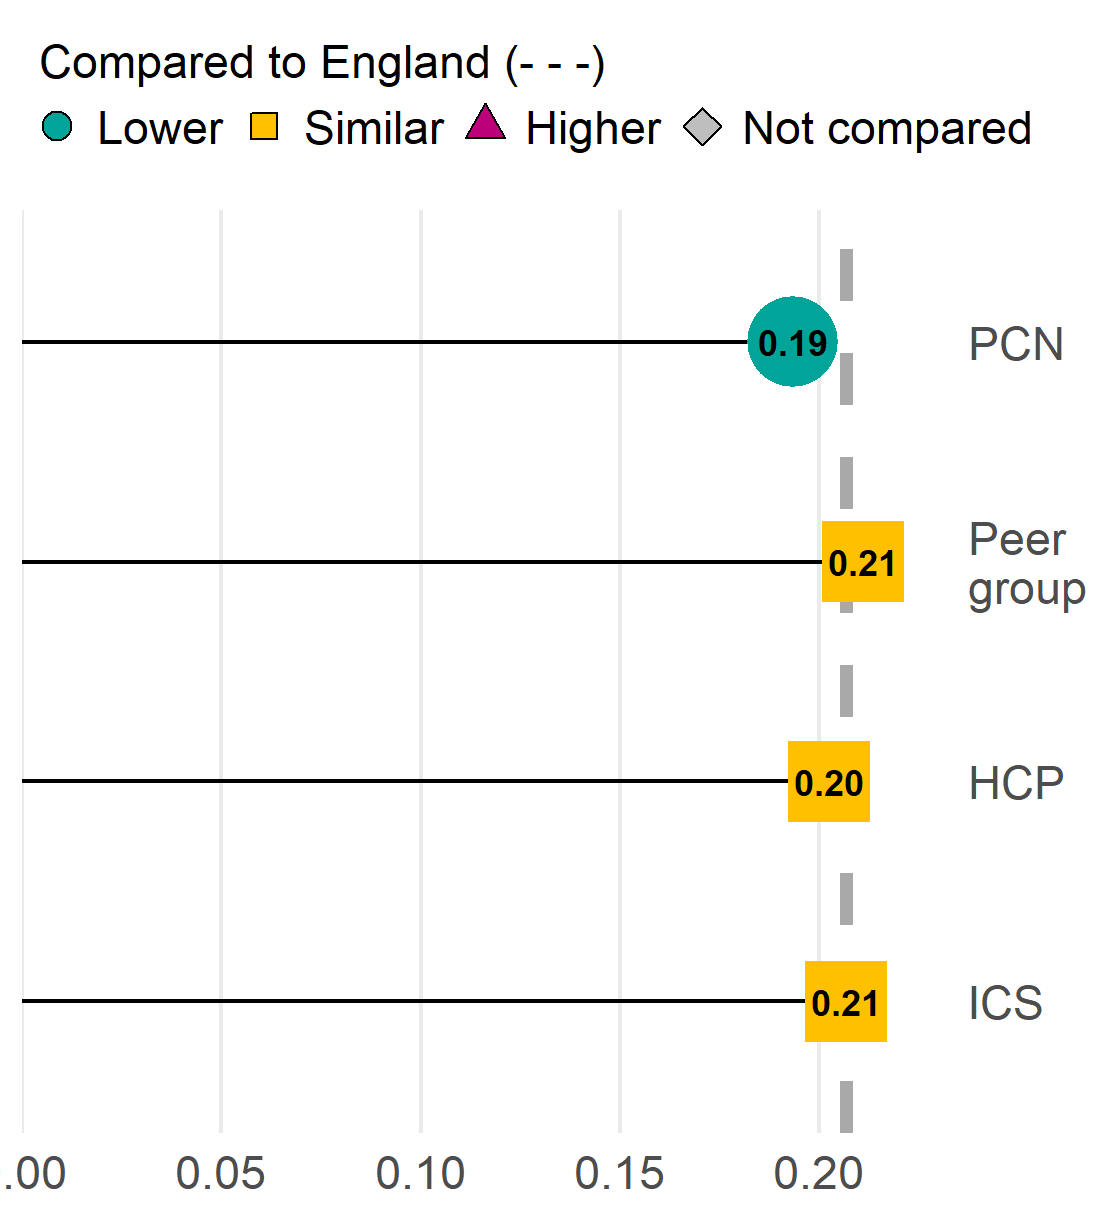 Compared to England (- - -)
Lower Similar Higher Not compared
0.19 PCN
Peer
0.21
group
0.20 HCP
0.21 ICS
.00 0.05 0.10 0.15 0.20